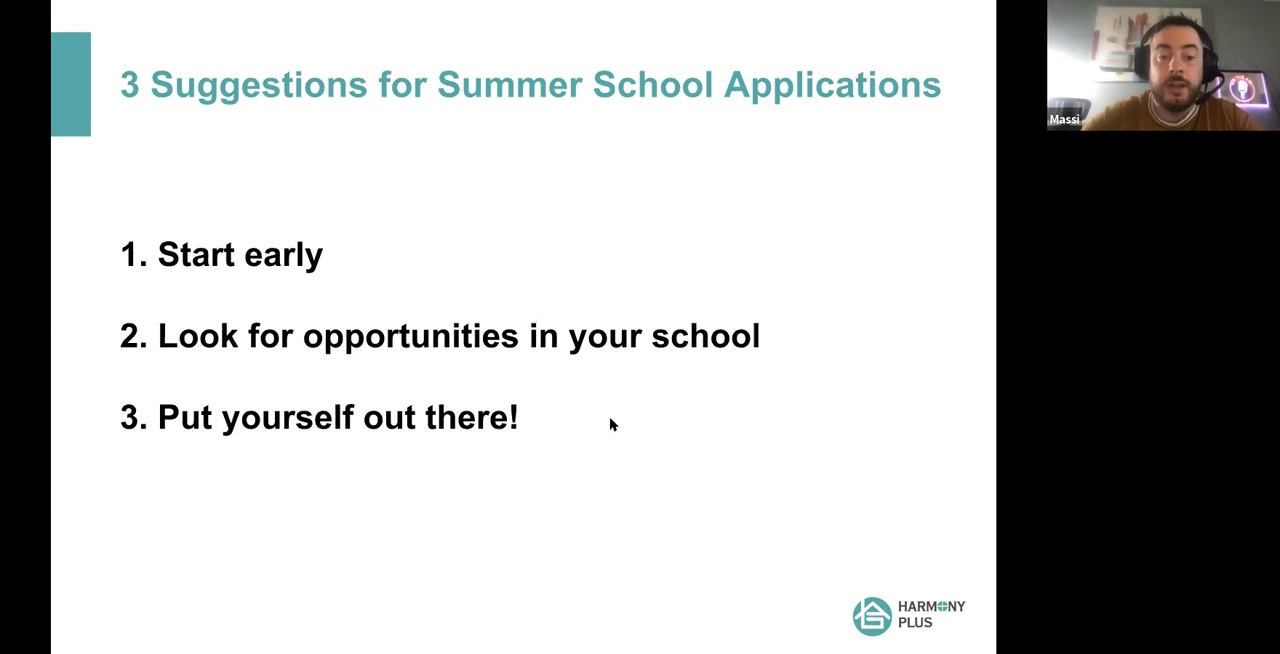 3 Suggestions for Summer School Applications
1. Start early
2. Look for opportunities in your school
3. Put yourself out there!
HARMONY
PLUS
Massi